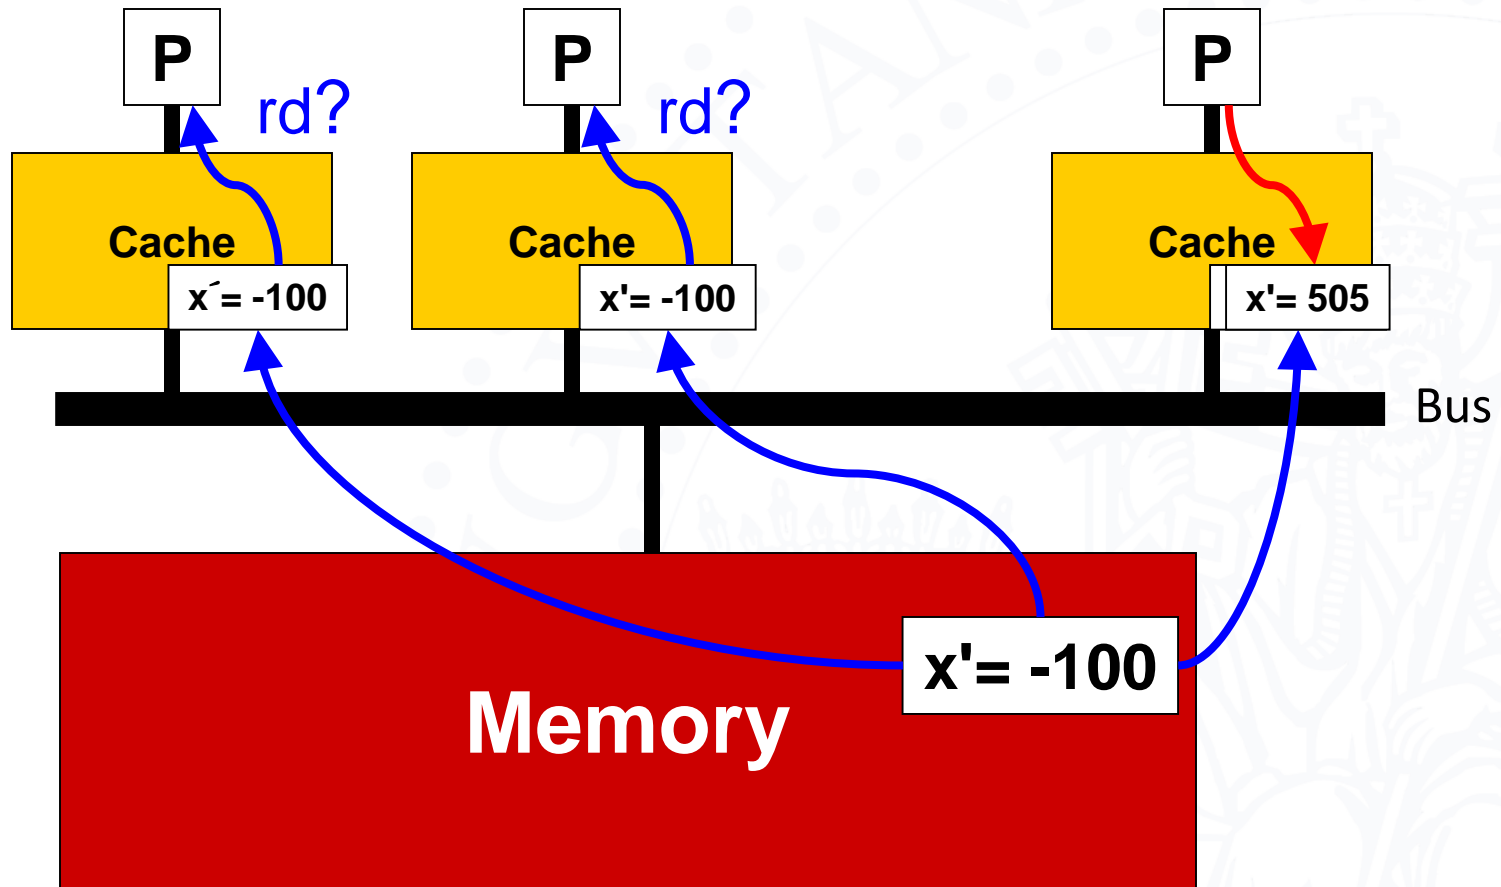 P
rd?
P
rd?
P
Cache
Cache
Cache
x´= -100
x'= -100
x'= 505
Bus
x'= -100
Memory